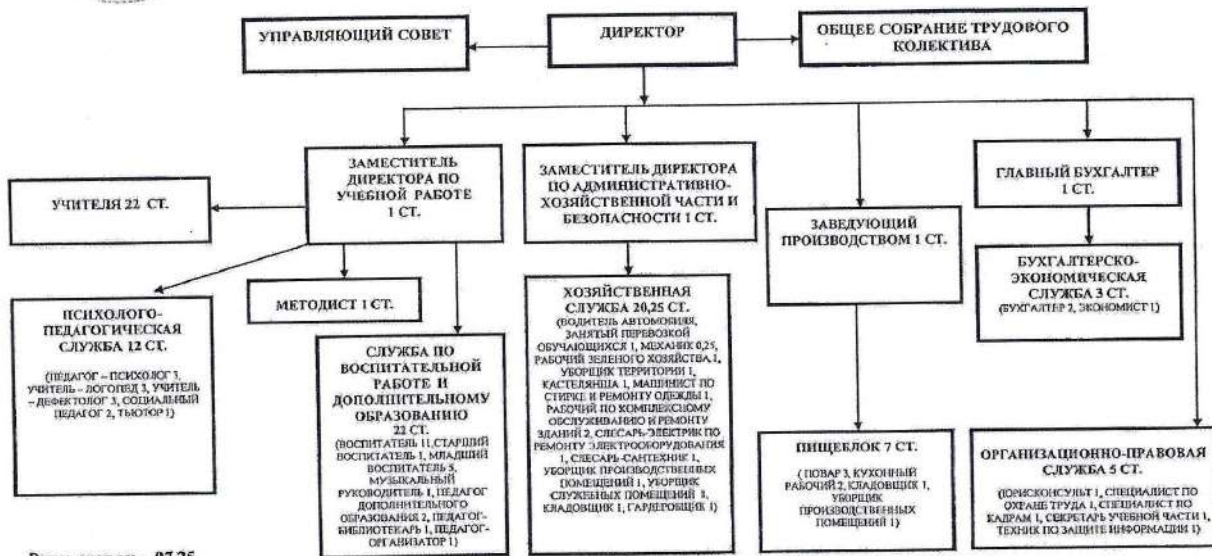 УПРАВЛЯЮЩИЙ СОВЕТ
ДИРЕКТОР
ОБЩЕЕ СОБРАНИЕ ТРУДОВОГО
КОЛЕКТИВА
УЧИТЕЛЯ 22 СТ.
ЗАМЕСТИТЕЛЬ
ДИРЕКТОРА ПО
УЧЕБНОЙ РАБОТЕ
1 СТ.
ЗАМЕСТИТЕЛЬ ДИРЕКТОРА
ПО АДМИНИСТРАТИВНО-
ХОЗЯЙСТВЕННОЙ ЧАСТИ И
БЕЗОПАСНОСТИ 1 СТ.
ЗАВЕДУЮЩИЙ
ПРОИЗВОДСТВОМ 1 СТ.
ГЛАВНЫЙ БУХГАЛТЕР
1 СТ.
БУХГАЛТЕРСКО-
ЭКОНОМИЧЕСКАЯ
СЛУЖБА 3 СТ.
(БУХГАЛТЕР 2, ЭКОНОМИСТ 1)
ПСИХОЛОГО-
ПЕДАГОГИЧЕСКАЯ
СЛУЖБА 12 СТ.
(ПЕДАГОГ – ПСИХОЛОГ 3,
УЧИТЕЛЬ – ЛОГОПЕД 3, УЧИТЕЛЬ
– ДЕФЕКТОЛОГ 3, СОЦИАЛЬНЫЙ
ПЕДАГОГ 2, ТЬЮТОР 1)
МЕТОДИСТ 1 СТ.
СЛУЖБА ПО
ВОСПИТАТЕЛЬНОЙ
РАБОТЕ И
ДОПОЛНИТЕЛЬНОМУ
ОБРАЗОВАНИЮ
22 СТ.
(ВОСПИТАТЕЛЬ 11, СТАРШИЙ
ВОСПИТАТЕЛЬ 1, МЛАДШИЙ
ВОСПИТАТЕЛЬ 5,
МУЗЫКАЛЬНЫЙ
РУКОВОДИТЕЛЬ 1, ПЕДАГОГ
ДОПОЛНИТЕЛЬНОГО
ОБРАЗОВАНИЯ 2, ПЕДАГОГ-
БИБЛИОТЕКАРЬ 1, ПЕДАГОГ-
ОРГАНИЗАТОР 1)
ХОЗЯЙСТВЕННАЯ
СЛУЖБА 20,25 СТ.
(ВОДИТЕЛЬ АВТОМОБИЛЯ,
ЗАНЯТЫЙ ПЕРЕВОЗКОЙ
ОБУЧАЮЩИХСЯ 1, МЕХАНИК 0,25,
РАБОЧИЙ ЗЕЛЕНОГО ХОЗЯЙСТВА 1,
УБОРЩИК ТЕРРИТОРИИ 1,
КАСТЕЛЯНША 1, МАШИНИСТ ПО
СТИРКЕ И РЕМОНТУ ОДЕЖДЫ 1,
РАБОЧИЙ ПО КОМПЛЕКСНОМУ
ОБСЛУЖИВАНИЮ И РЕМОНТУ
ЗДАНИЙ 2, СЛЕСАРЬ-ЭЛЕКТРИК ПО
РЕМОНТУ ЭЛЕКТРООБОРУДОВАНИЯ
1, СЛЕСАРЬ-САНТЕХНИК 1,
УБОРЩИК ПРОИЗВОДСТВЕННЫХ
ПОМЕЩЕНИЙ 1, УБОРЩИК
СЛУЖЕБНЫХ ПОМЕЩЕНИЙ
КЛАДОВЩИК 1, ГАРДЕРОБЩИК 1)
ПИЩЕБЛОК 7 СТ.
( ПОВАР 3, КУХОННЫЙ
РАБОЧИЙ 2, КЛАДОВЩИК 1,
УБОРЩИК
ПРОИЗВОДСТВЕННЫХ
ПОМЕЩЕНИЙ 1)
ОРГАНИЗАЦИОННО-ПРАВОВАЯ
СЛУЖБА 5 СТ.
(ЮРИСКОНСУЛЬТ 1, СПЕЦИАЛИСТ ПО
ОХРАНЕ ТРУДА 1, СПЕЦИАЛИСТ ПО
КАДРАМ 1, СЕКРЕТАРЬ УЧЕБНОЙ ЧАСТИ 1,
ТЕХНИК ПО ЗАЩИТЕ ИНФОРМАЦИИ 1)
97,25